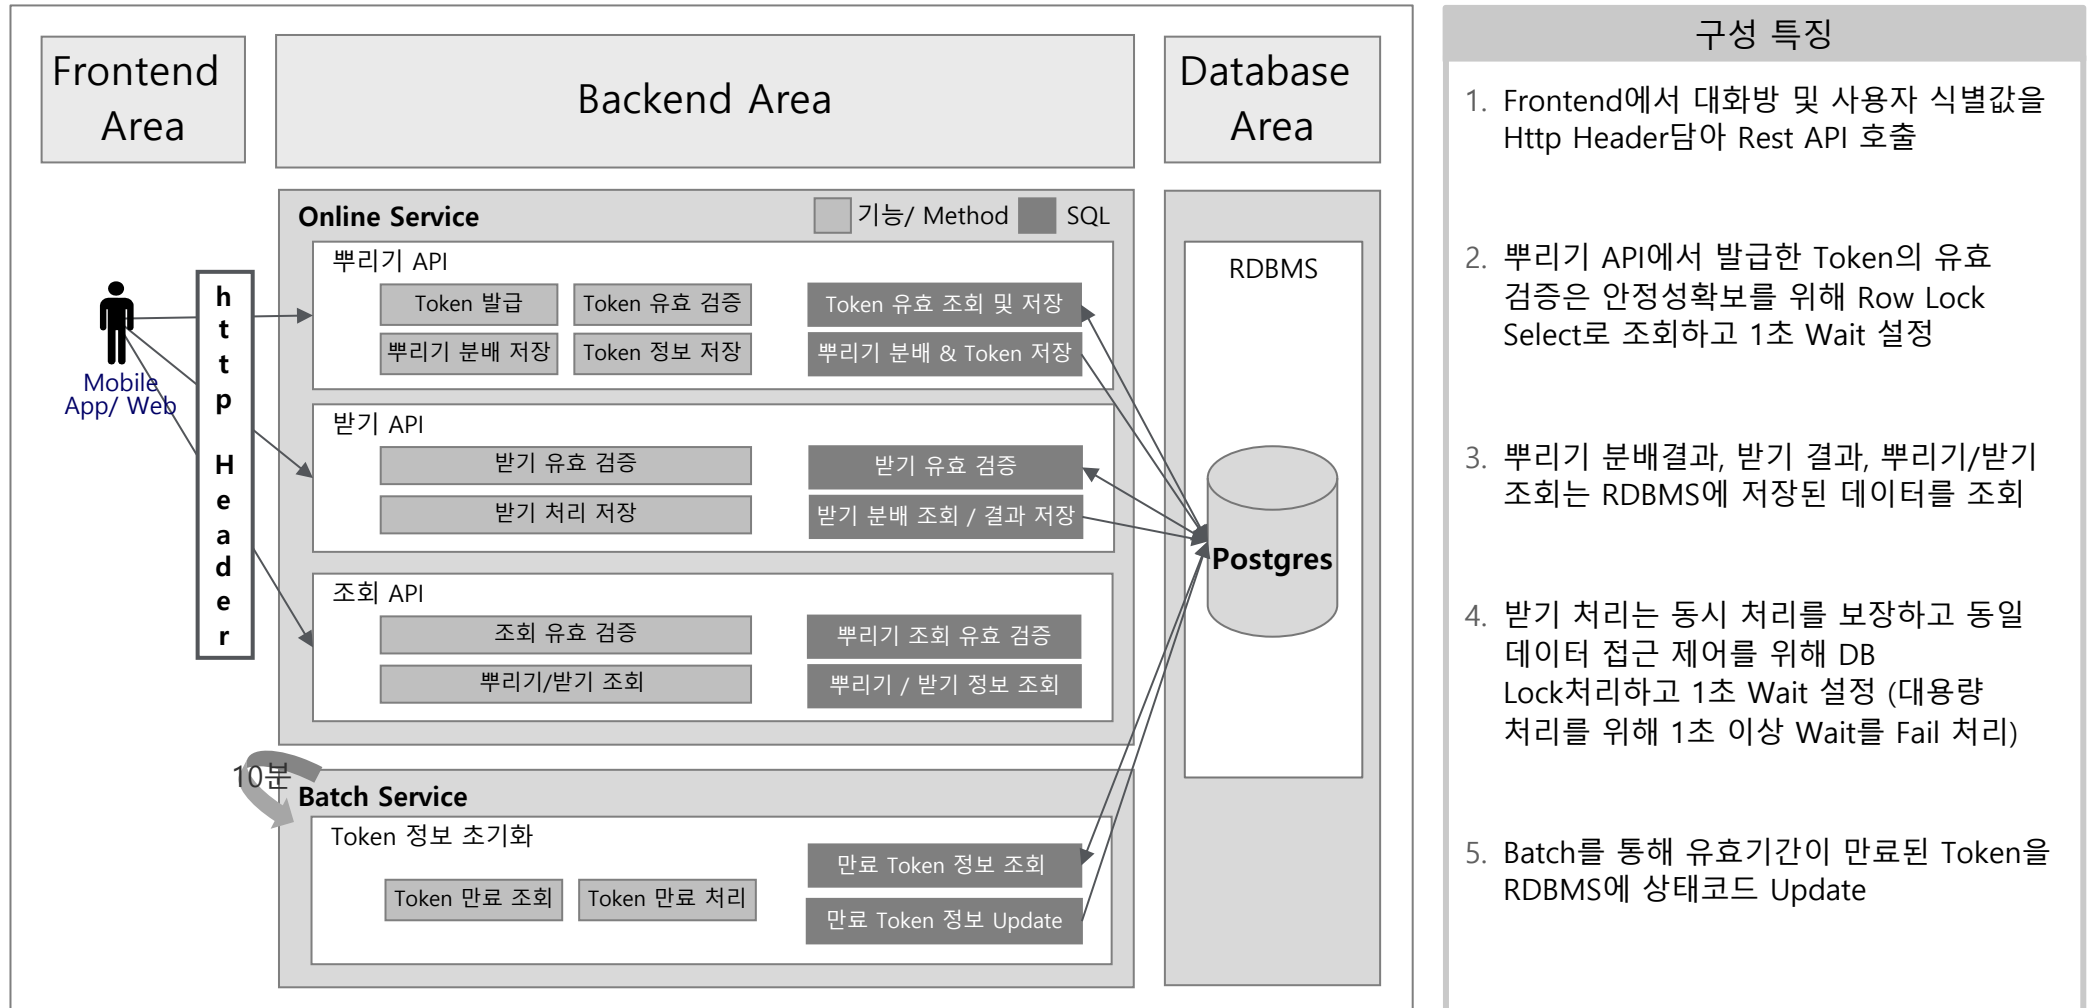 Frontend
Area
Backend Area
Database
Area
Online Service
기능/ Method
SQL
뿌리기 API
Token 발급
Token 유효 검증
Token 유효 조회 및 저장
뿌리기 분배 저장
Token 정보 저장
뿌리기 분배 & Token 저장
받기 API
받기 유효 검증
받기 유효 검증
받기 처리 저장
받기 분배 조회 / 결과 저장
조회 API
조회 유효 검증
뿌리기 조회 유효 검증
뿌리기/받기 조회
뿌리기 / 받기 정보 조회
Mobile
App/ Web
http Header
RDBMS
Postgres
10분
Batch Service
Token 정보 초기화
만료 Token 정보 조회
Token 만료 조회
Token 만료 처리
만료 Token 정보 Update
구성 특징
1. Frontend에서 대화방 및 사용자 식별값을
Http Header담아 Rest API 호출
2. 뿌리기 API에서 발급한 Token의 유효
검증은 안정성확보를 위해 Row Lock
Select로 조회하고 1초 Wait 설정
3. 뿌리기 분배결과, 받기 결과, 뿌리기/받기
조회는 RDBMS에 저장된 데이터를 조회
4. 받기 처리는 동시 처리를 보장하고 동일
데이터 접근 제어를 위해 DB
Lock처리하고 1초 Wait 설정 (대용량
처리를 위해 1초 이상 Wait를 Fail 처리)
5. Batch를 통해 유효기간이 만료된 Token을
RDBMS에 상태코드 Update